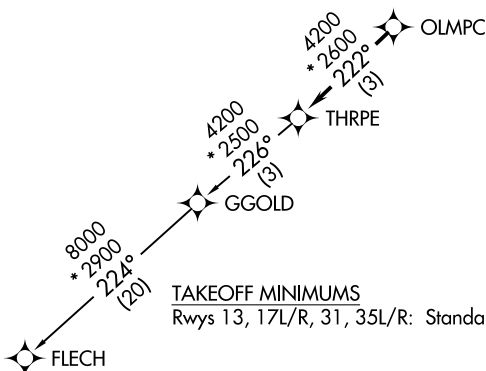 OLMPC
4200
* 2600
222°
(3)
THRPE
4200
* 2500
226°
(3)
GGOLD
8000
* 2900
224°
(20)
TAKEOFF MINIMUMS
Rwys 13, 17L/R, 31, 35L/R: Standa
FLECH